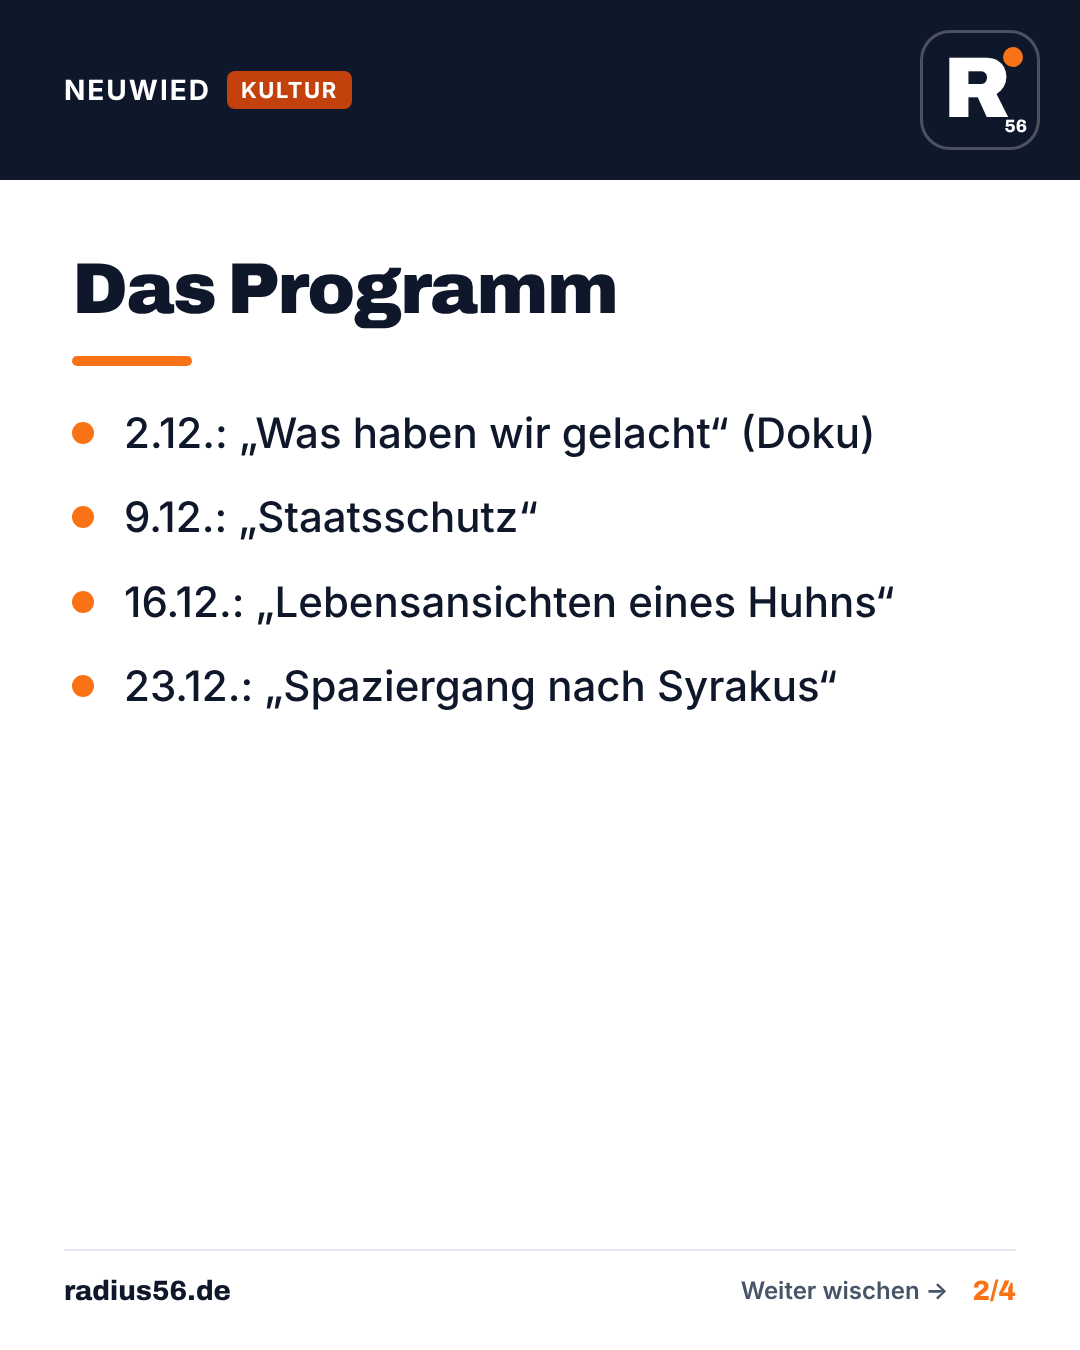 NEUWIED KULTUR
R
56
Das Programm
2.12.: „Was haben wir gelacht“ (Doku)
9.12.: „Staatsschutz“
16.12.: „Lebensansichten eines Huhns“
23.12.: „Spaziergang nach Syrakus“
radius56.de
Weiter wischen → 2/4